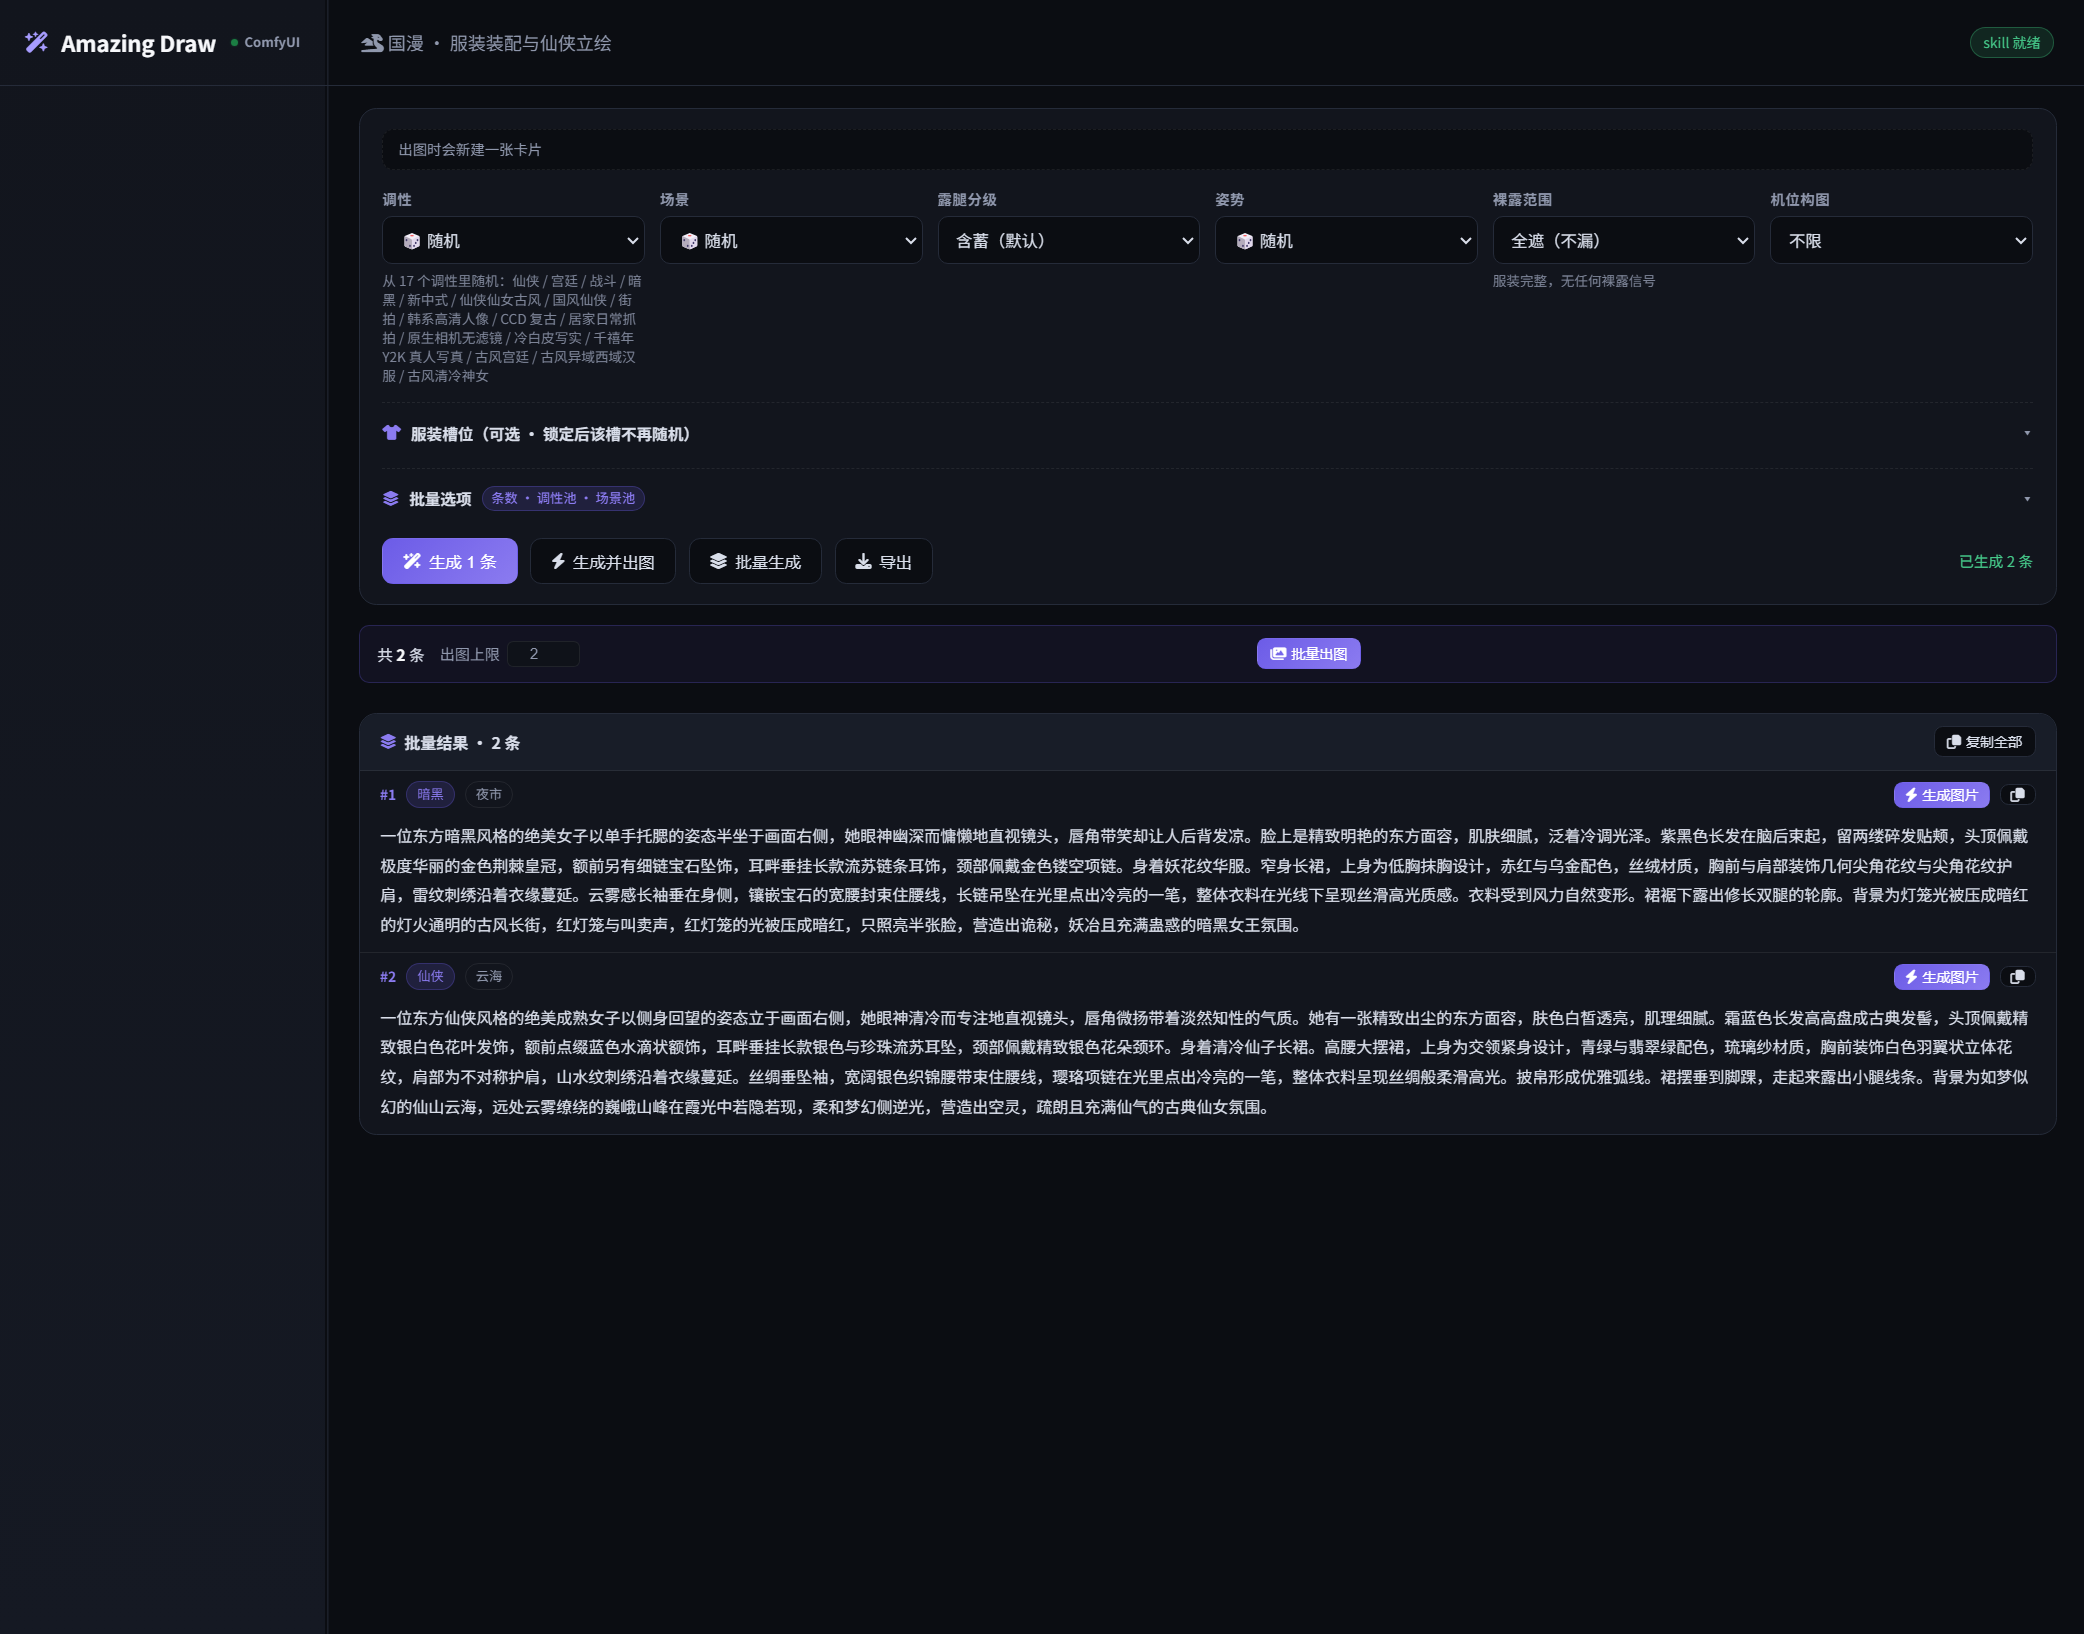 Amazing Draw
ComfyUI
国漫 · 服装装配与仙侠立绘
skill 就绪
出图时会新建一张卡片
调性
场景
露腿分级
姿势
裸露范围
机位构图
随机
随机
含蓄（默认）
随机
全遮（不漏）
不限
从 17 个调性里随机：仙侠 / 宫廷 / 战斗 / 暗
黑 / 新中式 / 仙侠仙女古风 / 国风仙侠 / 街
拍 / 韩系高清人像 / CCD 复古 / 居家日常抓
拍 / 原生相机无滤镜 / 冷白皮写实 / 千禧年
Y2K 真人写真 / 古风宫廷 / 古风异域西域汉
服 / 古风清冷神女
服装完整，无任何裸露信号
服装槽位（可选 · 锁定后该槽不再随机）
批量选项
条数 · 调性池 · 场景池
生成 1 条
生成并出图
批量生成
导出
已生成 2 条
共 2 条
出图上限
2
批量出图
批量结果 · 2 条
复制全部
#1
暗黑
夜市
生成图片
一位东方暗黑风格的绝美女子以单手托腮的姿态半坐于画面右侧，她眼神幽深而慵懒地直视镜头，唇角带笑却让人后背发凉。脸上是精致明艳的东方面容，肌肤细腻，泛着冷调光泽。紫黑色长发在脑后束起，留两缕碎发贴颊，头顶佩戴
极度华丽的金色荆棘皇冠，额前另有细链宝石坠饰，耳畔垂挂长款流苏链条耳饰，颈部佩戴金色镂空项链。身着妖花纹华服。窄身长裙，上身为低胸抹胸设计，赤红与乌金配色，丝绒材质，胸前与肩部装饰几何尖角花纹与尖角花纹护
肩，雷纹刺绣沿着衣缘蔓延。云雾感长袖垂在身侧，镶嵌宝石的宽腰封束住腰线，长链吊坠在光里点出冷亮的一笔，整体衣料在光线下呈现丝滑高光质感。衣料受到风力自然变形。裙裾下露出修长双腿的轮廓。背景为灯笼光被压成暗红
的灯火通明的古风长街，红灯笼与叫卖声，红灯笼的光被压成暗红，只照亮半张脸，营造出诡秘，妖冶且充满蛊惑的暗黑女王氛围。
#2
仙侠
云海
生成图片
一位东方仙侠风格的绝美成熟女子以侧身回望的姿态立于画面右侧，她眼神清冷而专注地直视镜头，唇角微扬带着淡然知性的气质。她有一张精致出尘的东方面容，肤色白皙透亮，肌理细腻。霜蓝色长发高高盘成古典发髻，头顶佩戴精
致银白色花叶发饰，额前点缀蓝色水滴状额饰，耳畔垂挂长款银色与珍珠流苏耳坠，颈部佩戴精致银色花朵颈环。身着清冷仙子长裙。高腰大摆裙，上身为交领紧身设计，青绿与翡翠绿配色，琉璃纱材质，胸前装饰白色羽翼状立体花
纹，肩部为不对称护肩，山水纹刺绣沿着衣缘蔓延。丝绸垂坠袖，宽阔银色织锦腰带束住腰线，璎珞项链在光里点出冷亮的一笔，整体衣料呈现丝绸般柔滑高光。披帛形成优雅弧线。裙摆垂到脚踝，走起来露出小腿线条。背景为如梦似
幻的仙山云海，远处云雾缭绕的巍峨山峰在霞光中若隐若现，柔和梦幻侧逆光，营造出空灵，疏朗且充满仙气的古典仙女氛围。